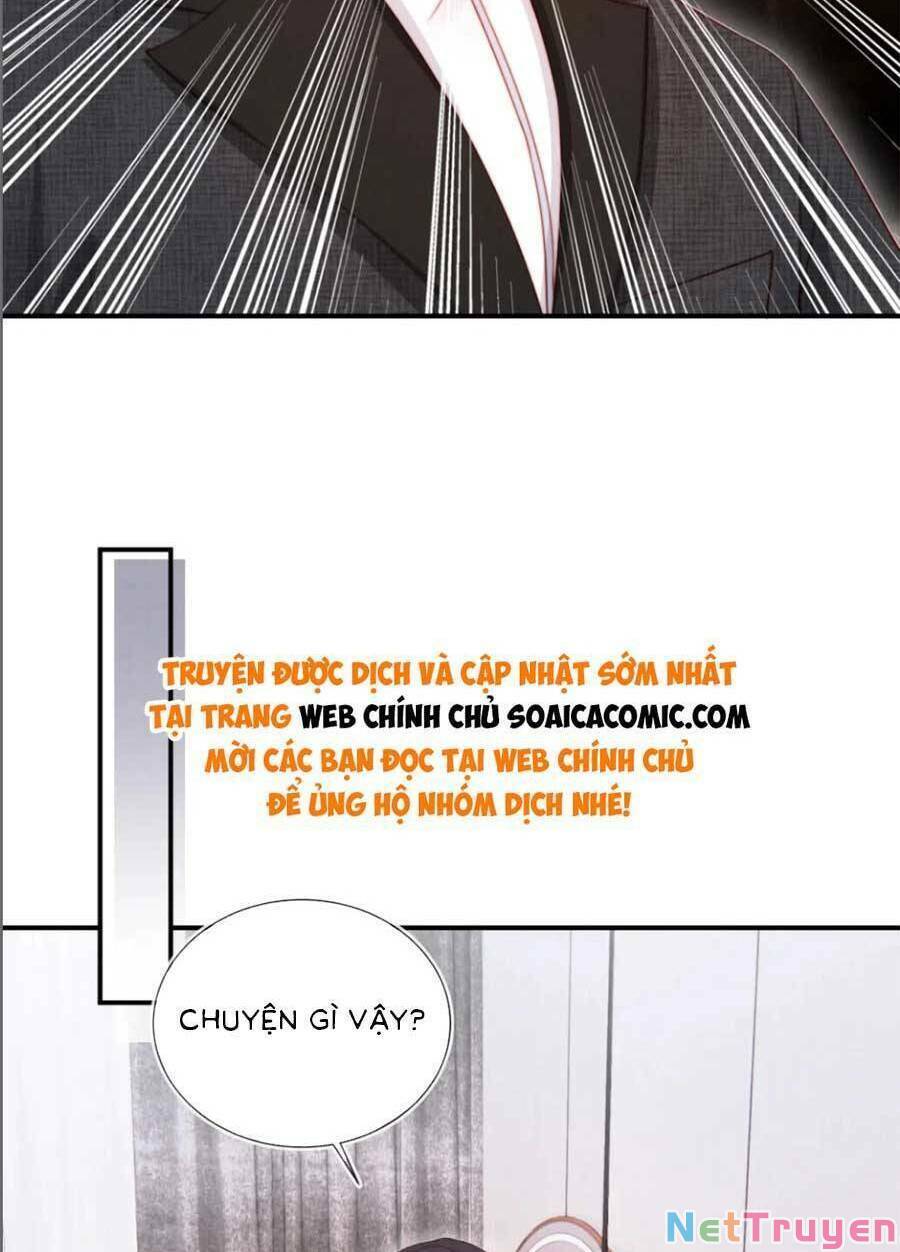 TRUYỆN ĐƯỢC DỊCH VÀ CẬP NHẬT SỚM NHẤT
TẠI TRANG WEB CHÍNH CHỦ SOAICACOMIC.COM
MỜI CÁC BẠN ĐỌC TẠI WEB CHÍNH CHỦ
ĐỂ ỦNG HỘ NHÓM DỊCH NHÉ!
CHUYỆN GÌ VẬY?
NetTruyen